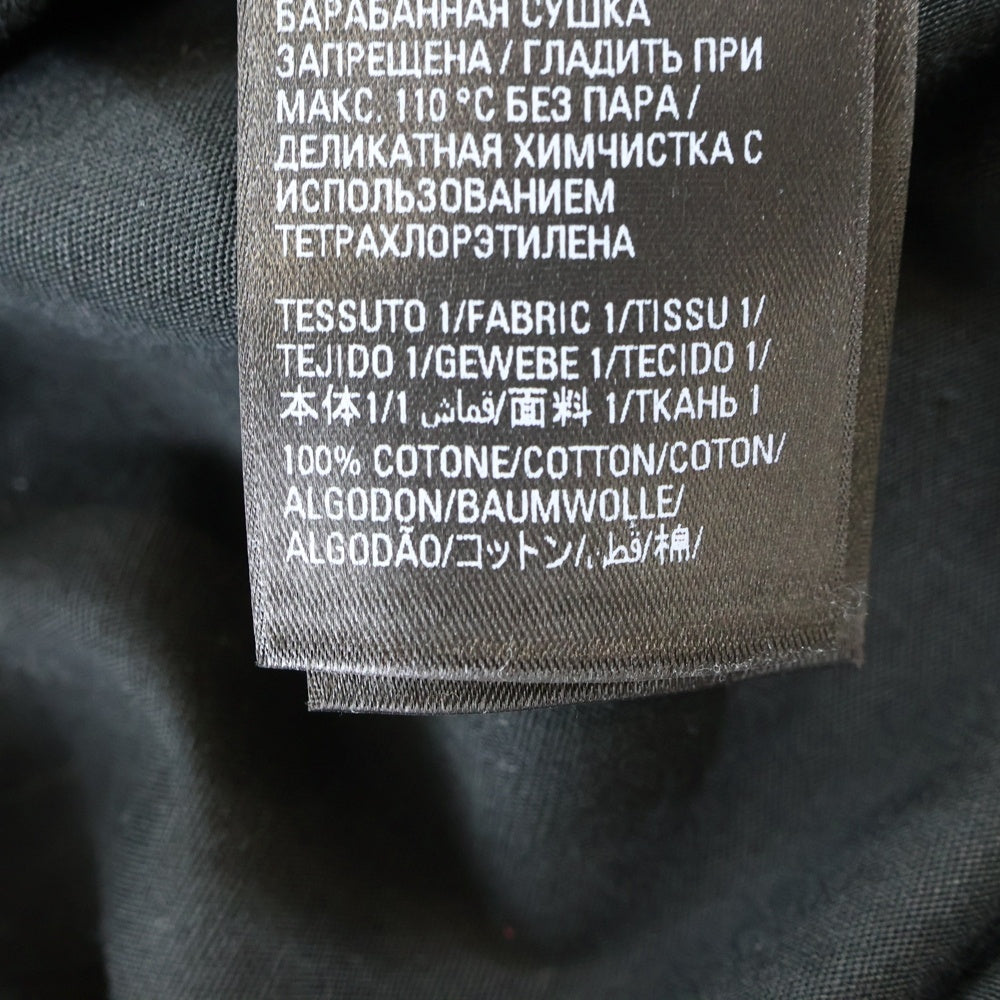 БАРАБАННАЯ СУШКА
ЗАПРЕЩЕНА / ГЛАДИТЬ ПРИ
МАКС. 110 °C БЕЗ ПАРА /
ДЕЛИКАТНАЯ ХИМЧИСТКА С
ИСПОЛЬЗОВАНИЕМ
ТЕТРАХЛОРЭТИЛЕНА
TESSUTO 1/FABRIC 1/TISSU 1/
TEJIDO 1/GEWEBE 1/TECIDO 1/
本体1/1 قماش/面料 1/ТКАНЬ 1
100% COTONE/COTTON/COTON/
ALGODON/BAUMWOLLE/
ALGODÃO/コットン/قطن/棉/